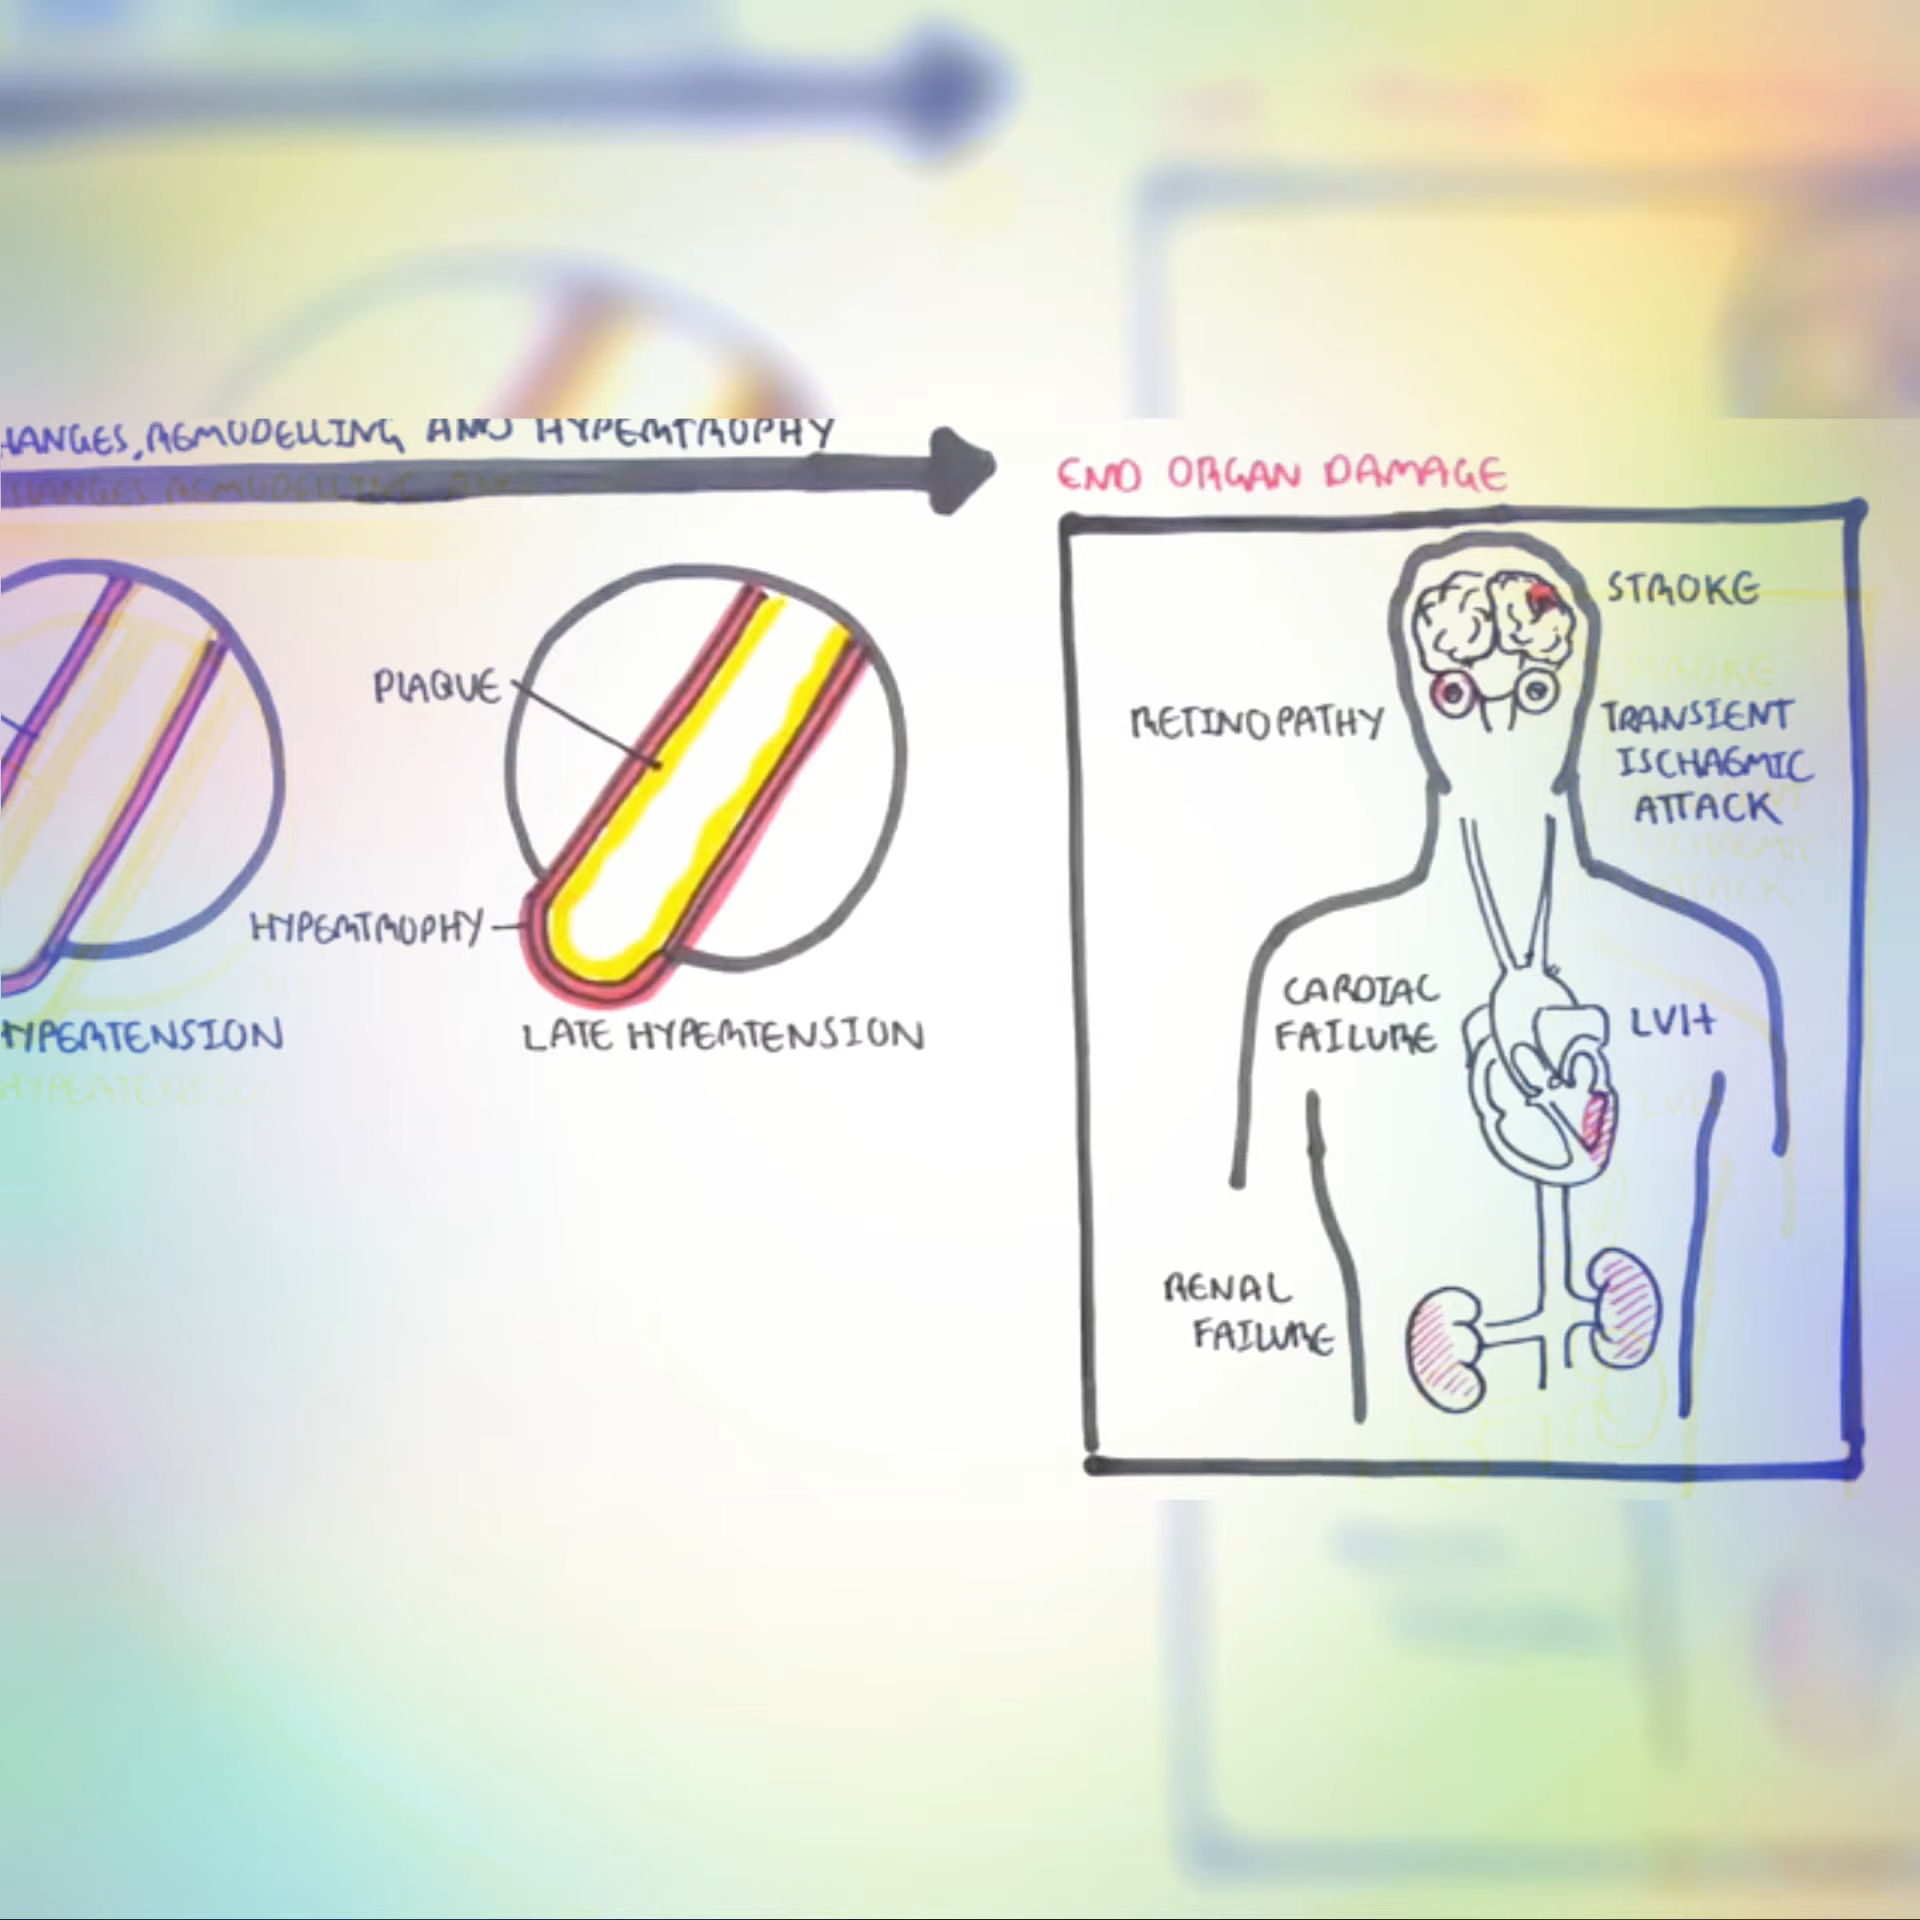 HANGES, REMODELLING AND HYPERTROPHY
END ORGAN DAMAGE
PLAQUE
HYPERTROPHY
HYPERTENSION
LATE HYPERTENSION
STROKE
RETINOPATHY
TRANSIENT
ISCHAEMIC
ATTACK
CARDIAC
FAILURE
LVH
RENAL
FAILURE